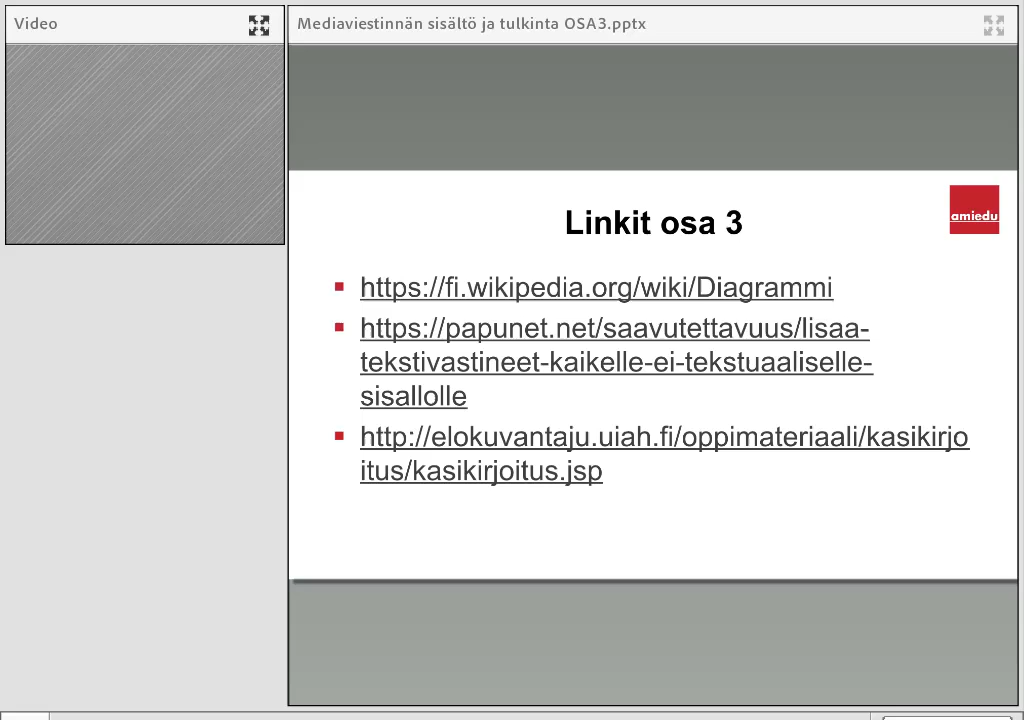 Video
Mediaviestinnän sisältö ja tulkinta OSA3.pptx
amiedu
Linkit osa 3
https://fi.wikipedia.org/wiki/Diagrammi
https://papunet.net/saavutettavuus/lisaa-
tekstivastineet-kaikelle-ei-tekstuaaliselle-
sisallolle
http://elokuvantaju.uiah.fi/oppimateriaali/kasikirjo
itus/kasikirjoitus.jsp